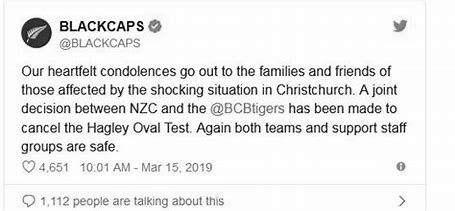 BLACKCAPS
@BLACKCAPS
Our heartfelt condolences go out to the families and friends of
those affected by the shocking situation in Christchurch. A joint
decision between NZC and the @BCBtigers has been made to
cancel the Hagley Oval Test. Again both teams and support staff
groups are safe.
4,651 10:01 AM - Mar 15, 2019
1,112 people are talking about this